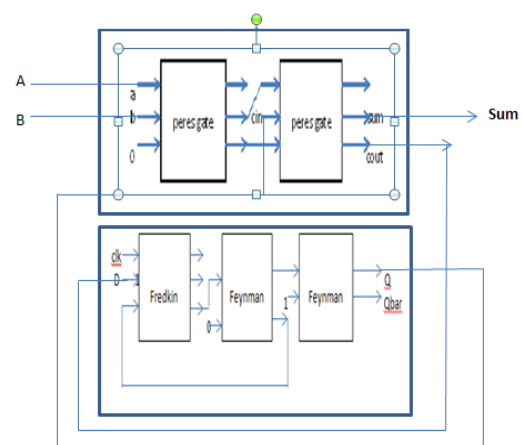 A
a
B
b
0
peres gate
cin
peres gate
sum
cout
Sum
clk
D
Fredkin
0
Feynman
1
Feynman
Q
Qbar